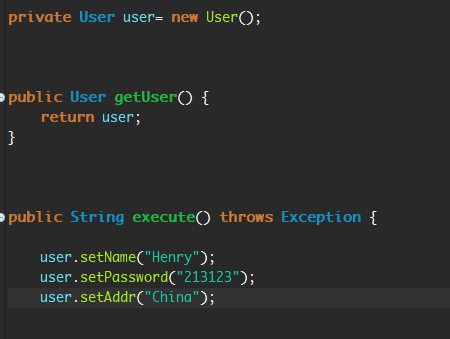 private User user= new User();
public User getUser() {
return user;
}
public String execute() throws Exception {
user.setName("Henry");
user.setPassword("213123");
user.setAddr("China");